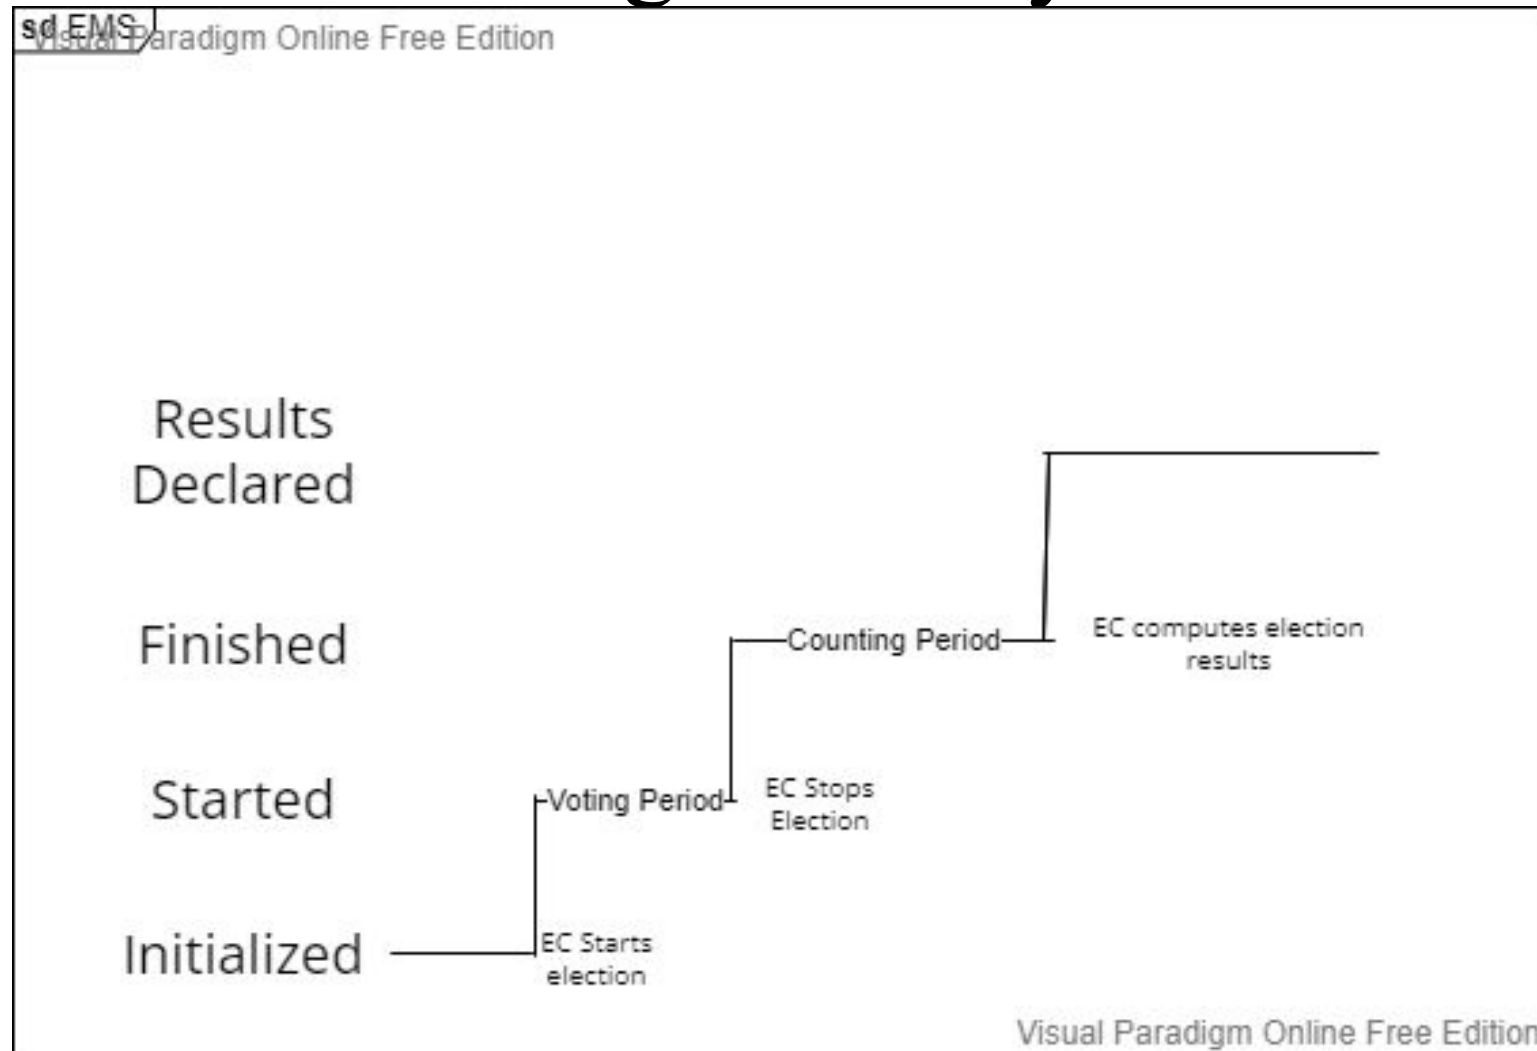 sd EMS
Visual Paradigm Online Free Edition
Results
Declared
Finished
Counting Period
EC computes election
results
Started
Voting Period
EC Stops
Election
Initialized
EC Starts
election
Visual Paradigm Online Free Edition